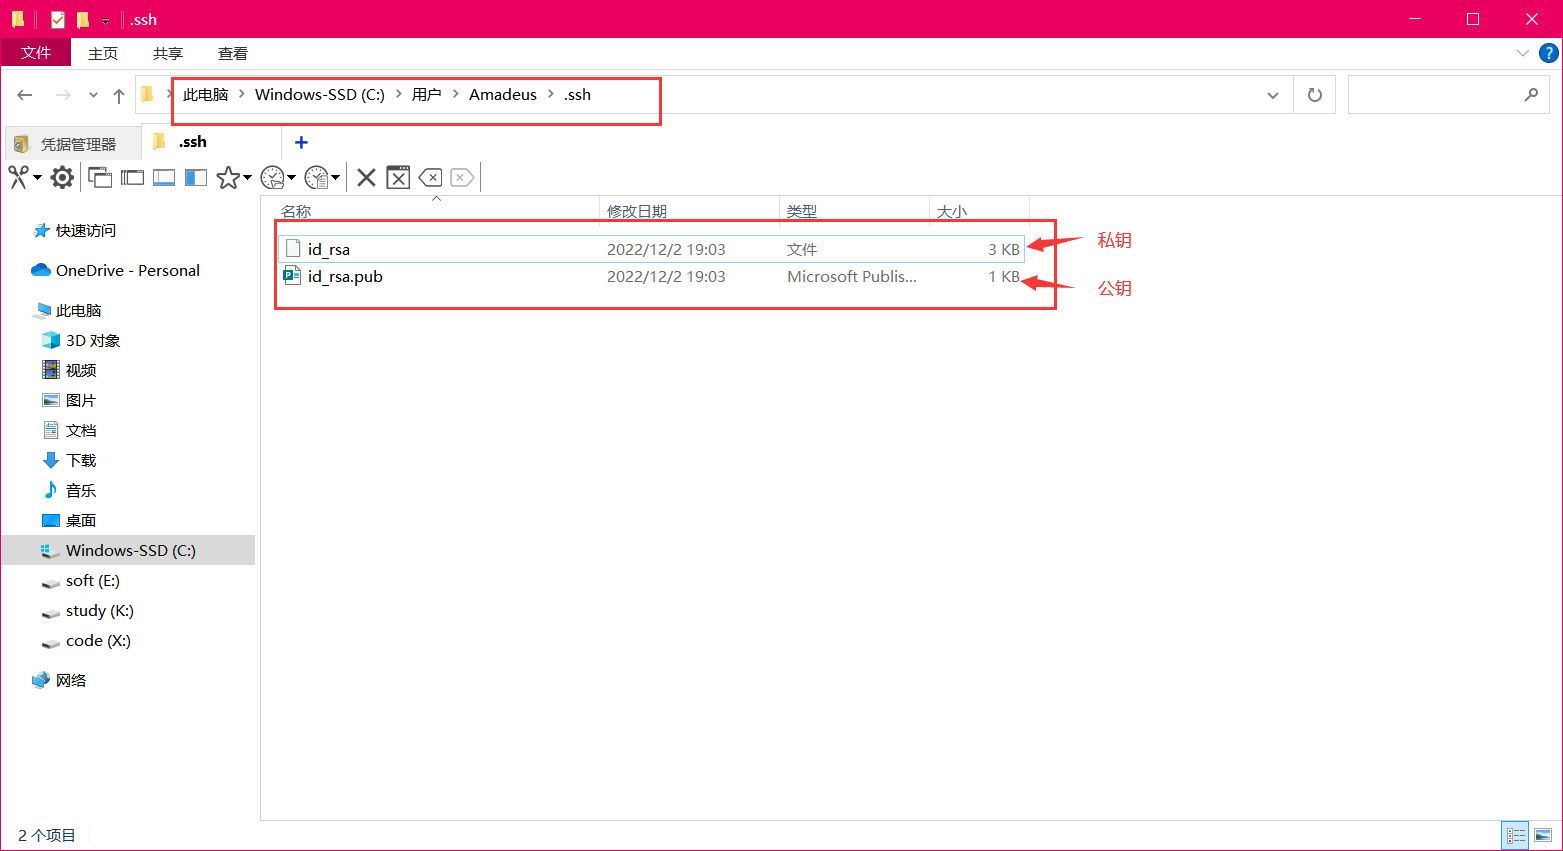 .ssh
文件 主页 共享 查看
此电脑 > Windows-SSD (C:) > 用户 > Amadeus > .ssh
凭据管理器 .ssh
名称 修改日期 类型 大小
id_rsa 2022/12/2 19:03 文件 3 KB 私钥
id_rsa.pub 2022/12/2 19:03 Microsoft Publis... 1 KB 公钥
快速访问
OneDrive - Personal
此电脑
3D 对象
视频
图片
文档
下载
音乐
桌面
Windows-SSD (C:)
soft (E:)
study (K:)
code (X:)
网络
2 个项目